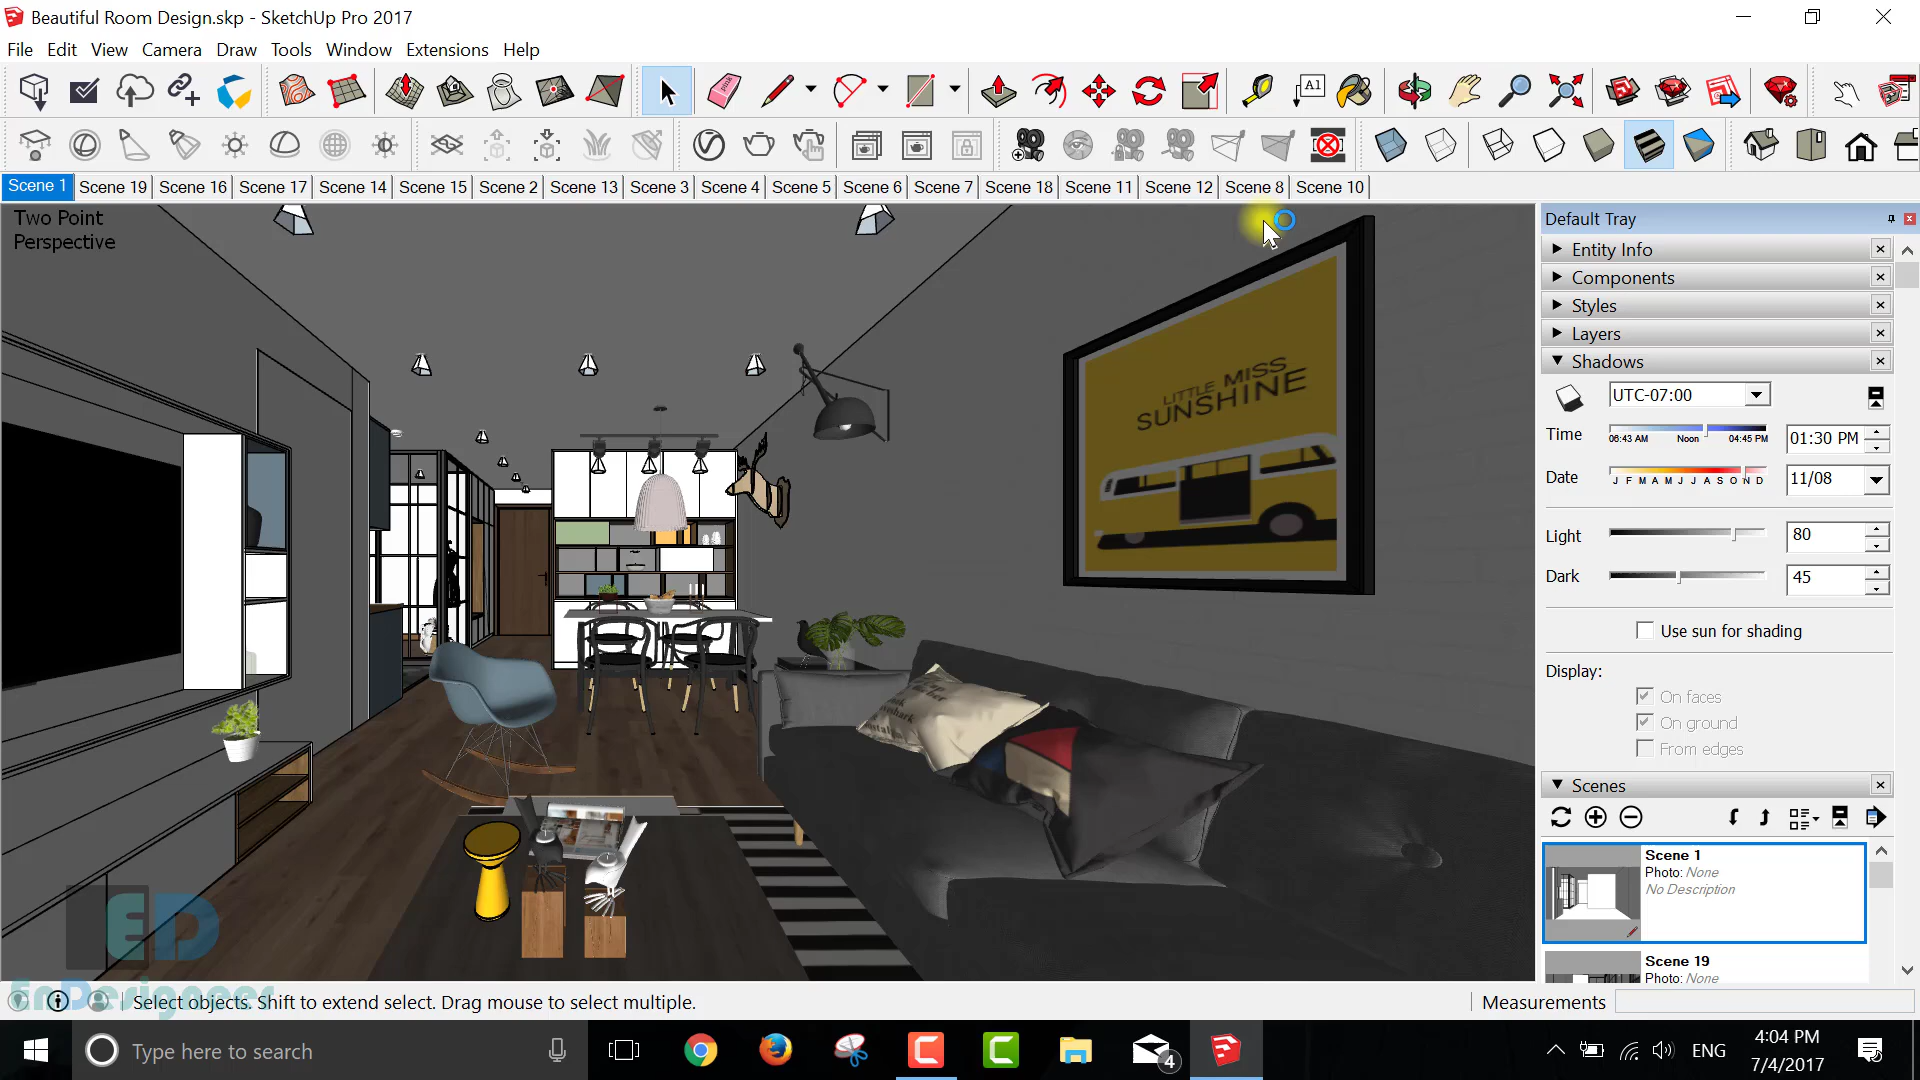 Beautiful Room Design.skp - SketchUp Pro 2017
File Edit View Camera Draw Tools Window Extensions Help
A1
Scene 1 Scene 19 Scene 16 Scene 17 Scene 14 Scene 15 Scene 2 Scene 13 Scene 3 Scene 4 Scene 5 Scene 6 Scene 7 Scene 18 Scene 11 Scene 12 Scene 8 Scene 10
Two Point
Perspective
LITTLE MISS
SUNSHINE
Default Tray
Entity Info
Components
Styles
Layers
Shadows
UTC-07:00
Time 06:43 AM Noon 04:45 PM 01:30 PM
Date J F M A M J J A S O N D 11/08
Light 80
Dark 45
Use sun for shading
Display:
On faces
On ground
From edges
Scenes
Scene 1
Photo: None
No Description
Scene 19
Photo: None
ED
EnDesigneer
Select objects. Shift to extend select. Drag mouse to select multiple.
Measurements
Type here to search
4
ENG
4:04 PM
7/4/2017